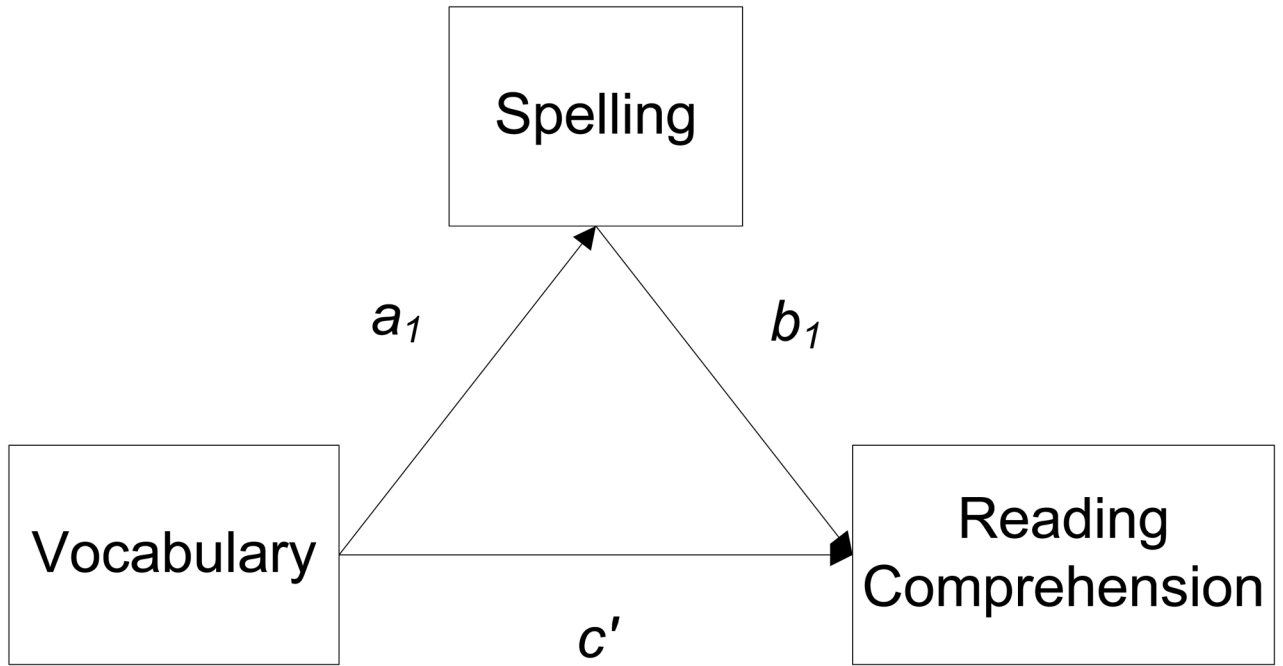 Spelling
a1
b1
Vocabulary
Reading
Comprehension
c'